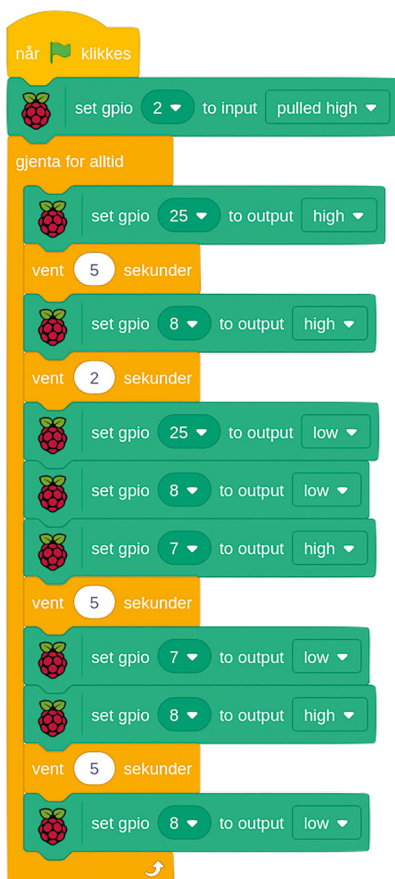 når klikkes
set gpio 2 to input pulled high
gjenta for alltid
set gpio 25 to output high
vent 5 sekunder
set gpio 8 to output high
vent 2 sekunder
set gpio 25 to output low
set gpio 8 to output low
set gpio 7 to output high
vent 5 sekunder
set gpio 7 to output low
set gpio 8 to output high
vent 5 sekunder
set gpio 8 to output low